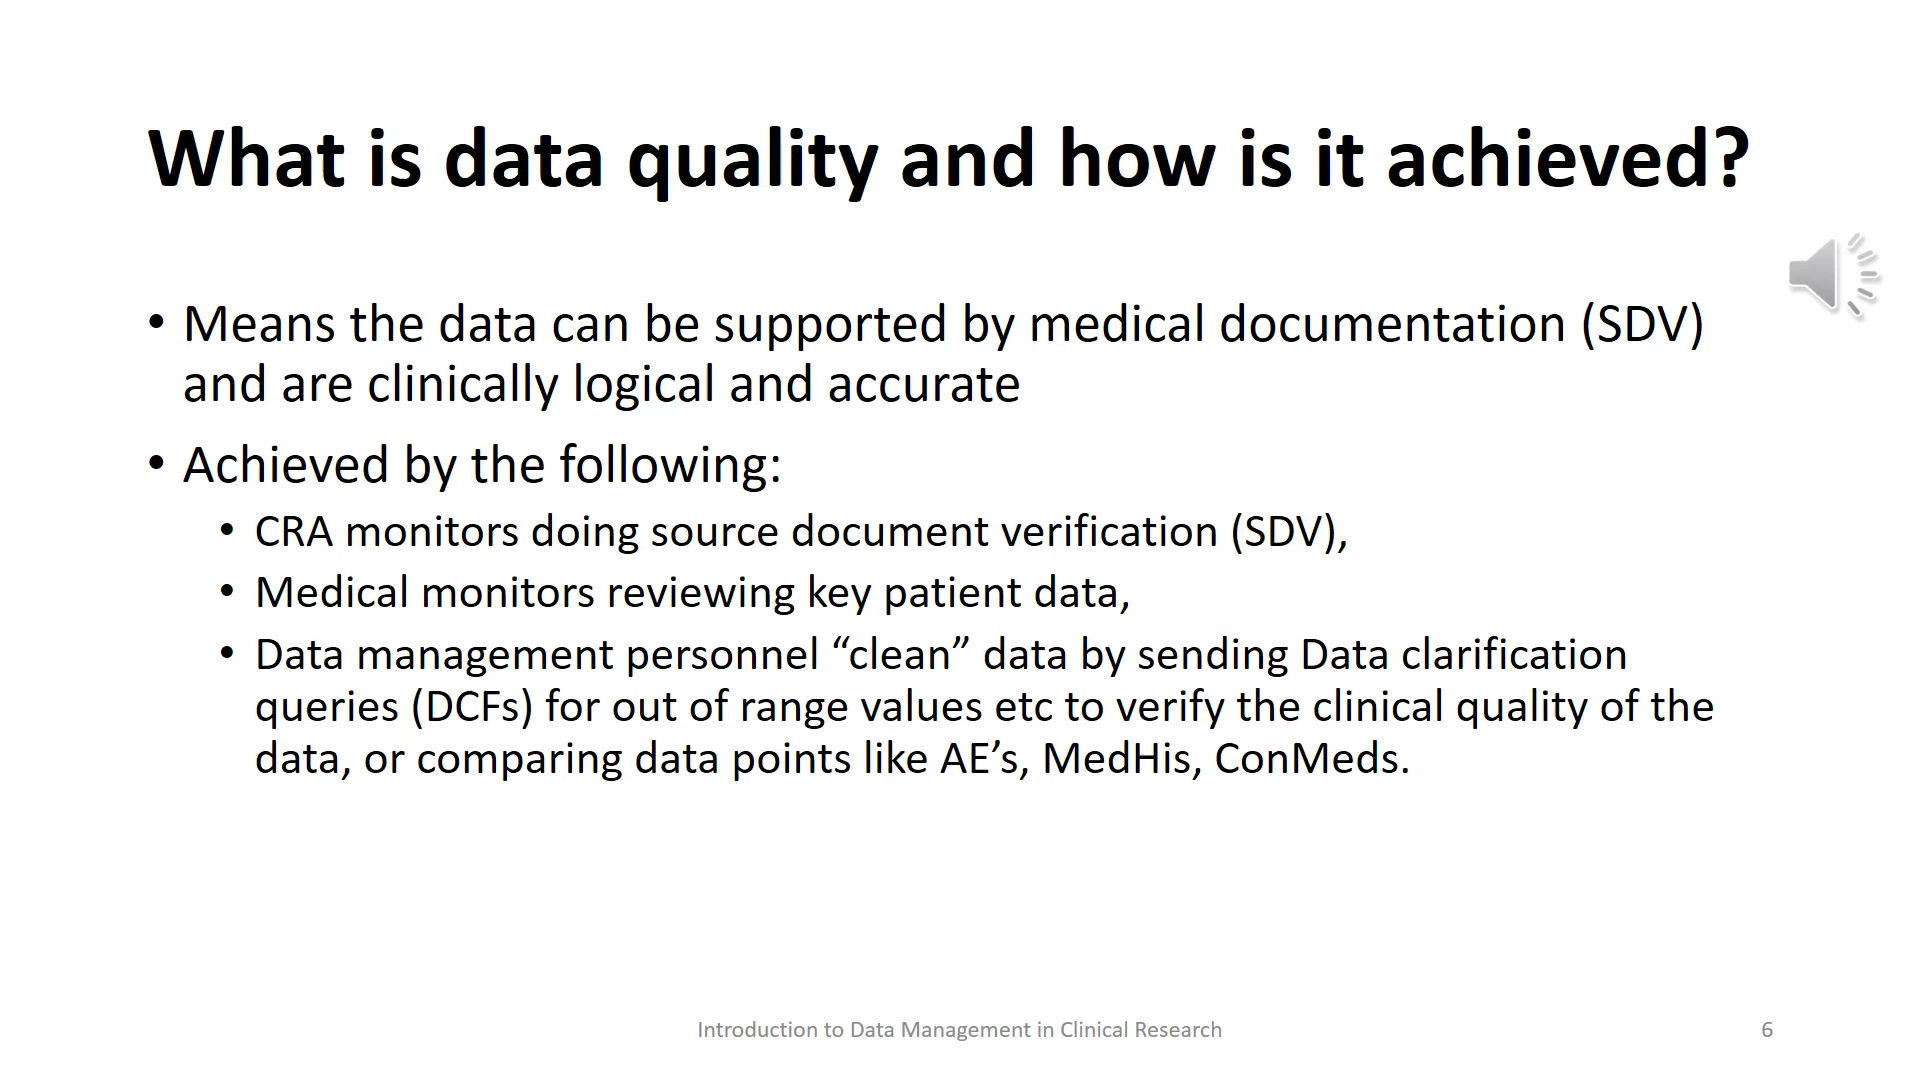 What is data quality and how is it achieved?
• Means the data can be supported by medical documentation (SDV)
and are clinically logical and accurate
• Achieved by the following:
• CRA monitors doing source document verification (SDV),
• Medical monitors reviewing key patient data,
• Data management personnel “clean” data by sending Data clarification
queries (DCFs) for out of range values etc to verify the clinical quality of the
data, or comparing data points like AE’s, MedHis, ConMeds.
Introduction to Data Management in Clinical Research
6